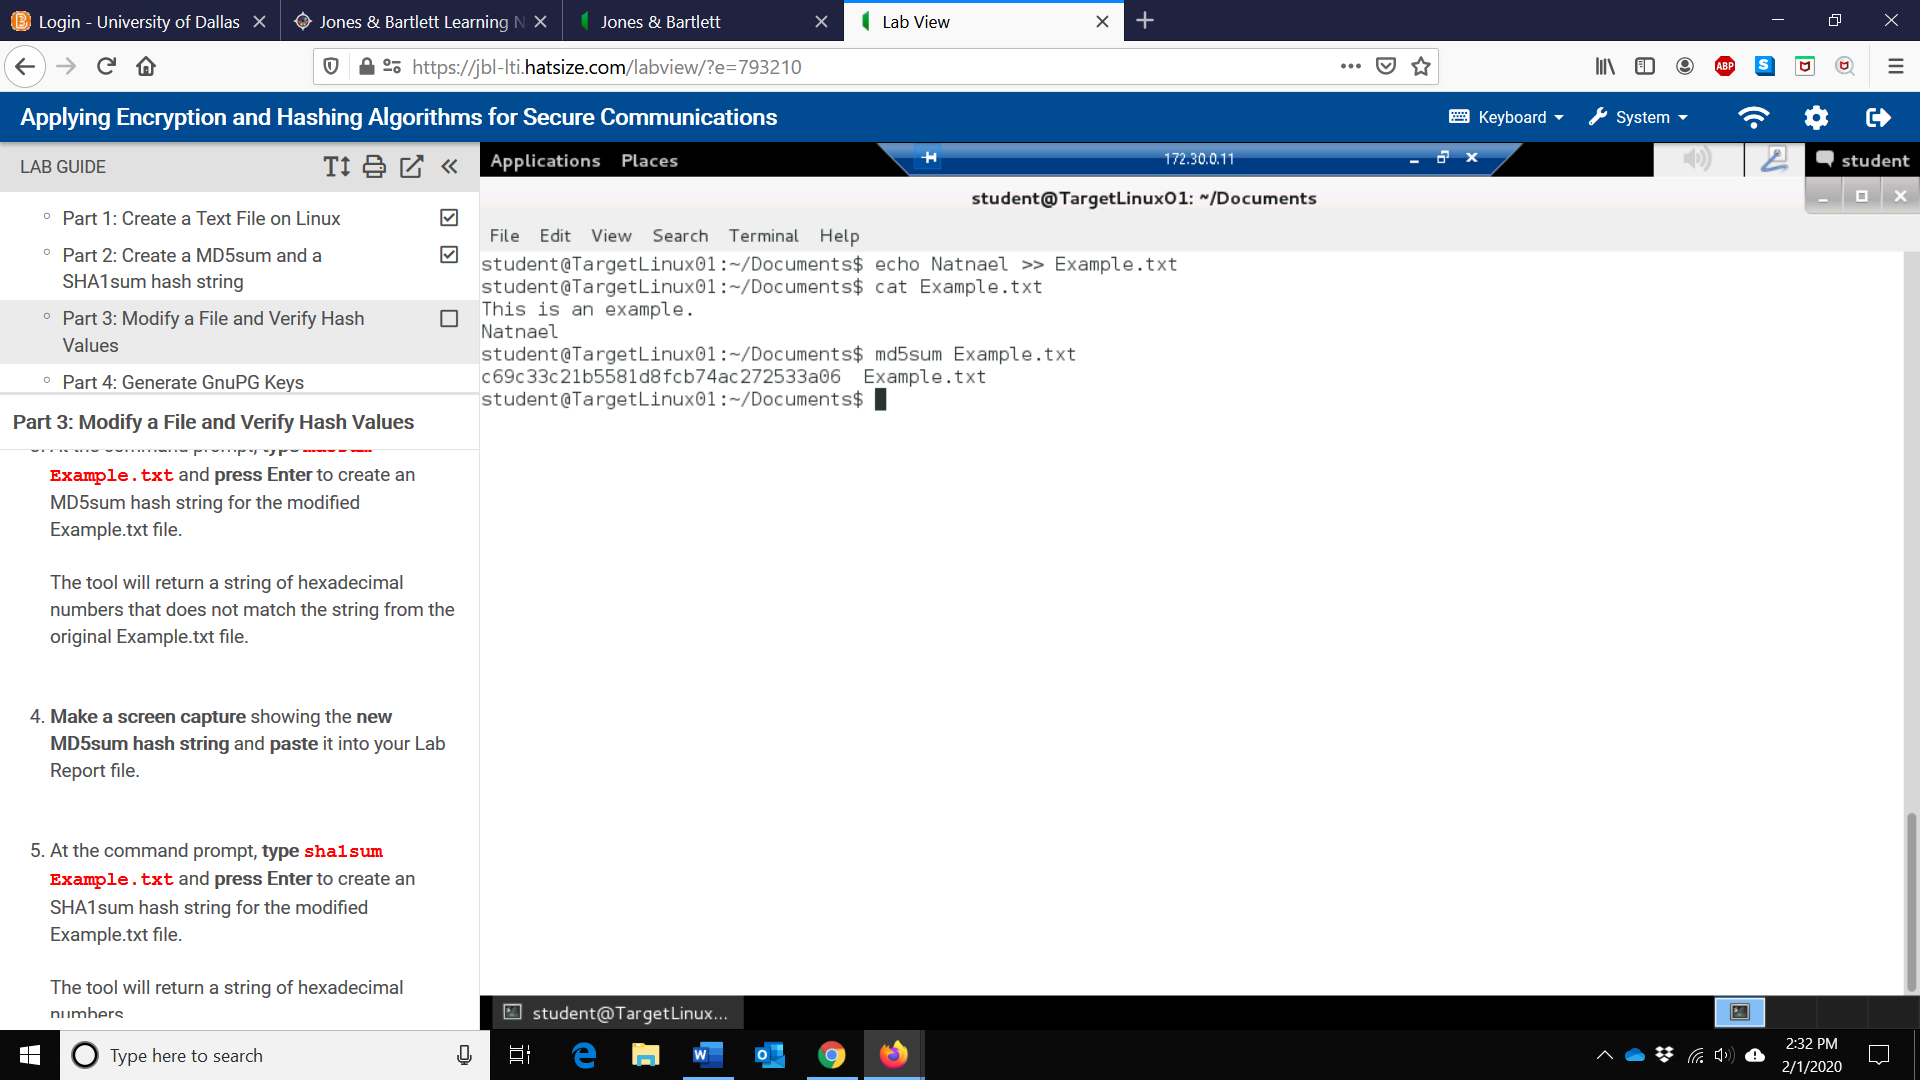 Login - University of Dallas
Jones & Bartlett Learning N
Jones & Bartlett
Lab View
https://jbl-lti.hatsize.com/labview/?e=793210
ABP
S
Applying Encryption and Hashing Algorithms for Secure Communications
Keyboard
System
LAB GUIDE
Part 1: Create a Text File on Linux
Part 2: Create a MD5sum and a
SHA1sum hash string
Part 3: Modify a File and Verify Hash
Values
Part 4: Generate GnuPG Keys
Part 3: Modify a File and Verify Hash Values
Example.txt and press Enter to create an
MD5sum hash string for the modified
Example.txt file.
The tool will return a string of hexadecimal
numbers that does not match the string from the
original Example.txt file.
4. Make a screen capture showing the new
MD5sum hash string and paste it into your Lab
Report file.
5. At the command prompt, type sha1sum
Example.txt and press Enter to create an
SHA1sum hash string for the modified
Example.txt file.
The tool will return a string of hexadecimal
numbers
Applications Places
172.30.0.11
student
student@TargetLinux01: ~/Documents
File Edit View Search Terminal Help
student@TargetLinux01:~/Documents$ echo Natnael >> Example.txt
student@TargetLinux01:~/Documents$ cat Example.txt
This is an example.
Natnael
student@TargetLinux01:~/Documents$ md5sum Example.txt
c69c33c21b5581d8fcb74ac272533a06  Example.txt
student@TargetLinux01:~/Documents$
student@TargetLinux...
Type here to search
2:32 PM
2/1/2020